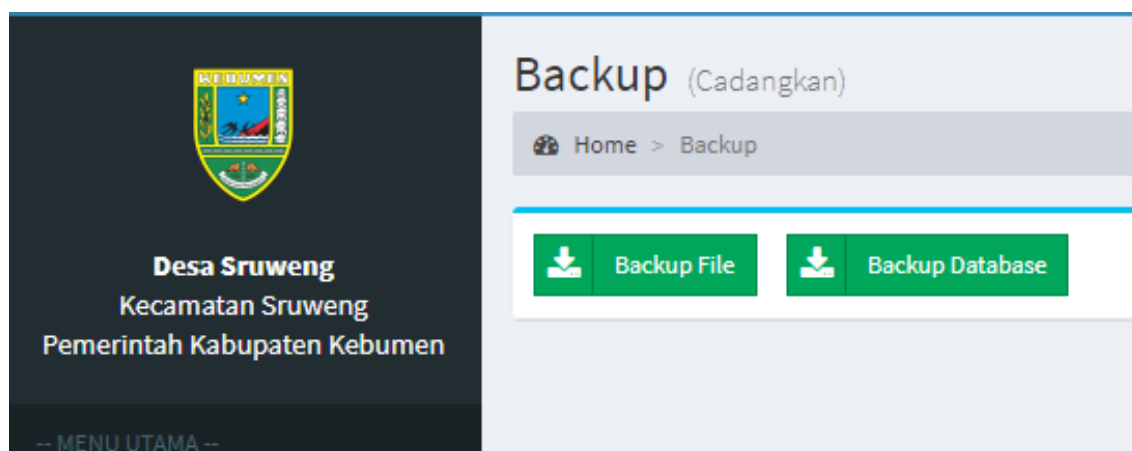 KEBUMEN
Desa Sruweng
Kecamatan Sruweng
Pemerintah Kabupaten Kebumen
-- MENU UTAMA --
Backup (Cadangkan)
Home > Backup
Backup File
Backup Database